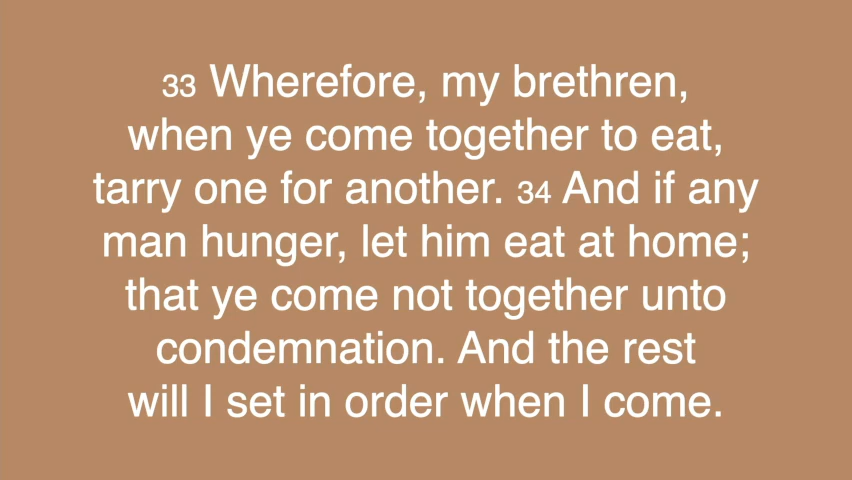 33 Wherefore, my brethren,
when ye come together to eat,
tarry one for another. 34 And if any
man hunger, let him eat at home;
that ye come not together unto
condemnation. And the rest
will I set in order when I come.